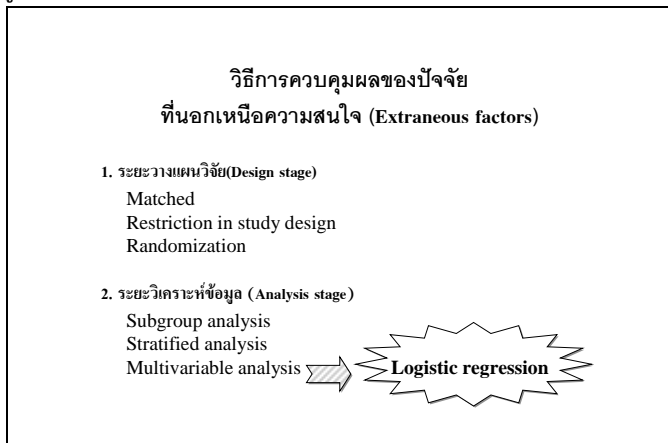 วิธีการควบคุมผลของปัจจัย
ที่นอกเหนือความสนใจ (Extraneous factors)
1. ระยะวางแผนวิจัย(Design stage)
Matched
Restriction in study design
Randomization
2. ระยะวิเคราะห์ข้อมูล (Analysis stage)
Subgroup analysis
Stratified analysis
Multivariable analysis
Logistic regression